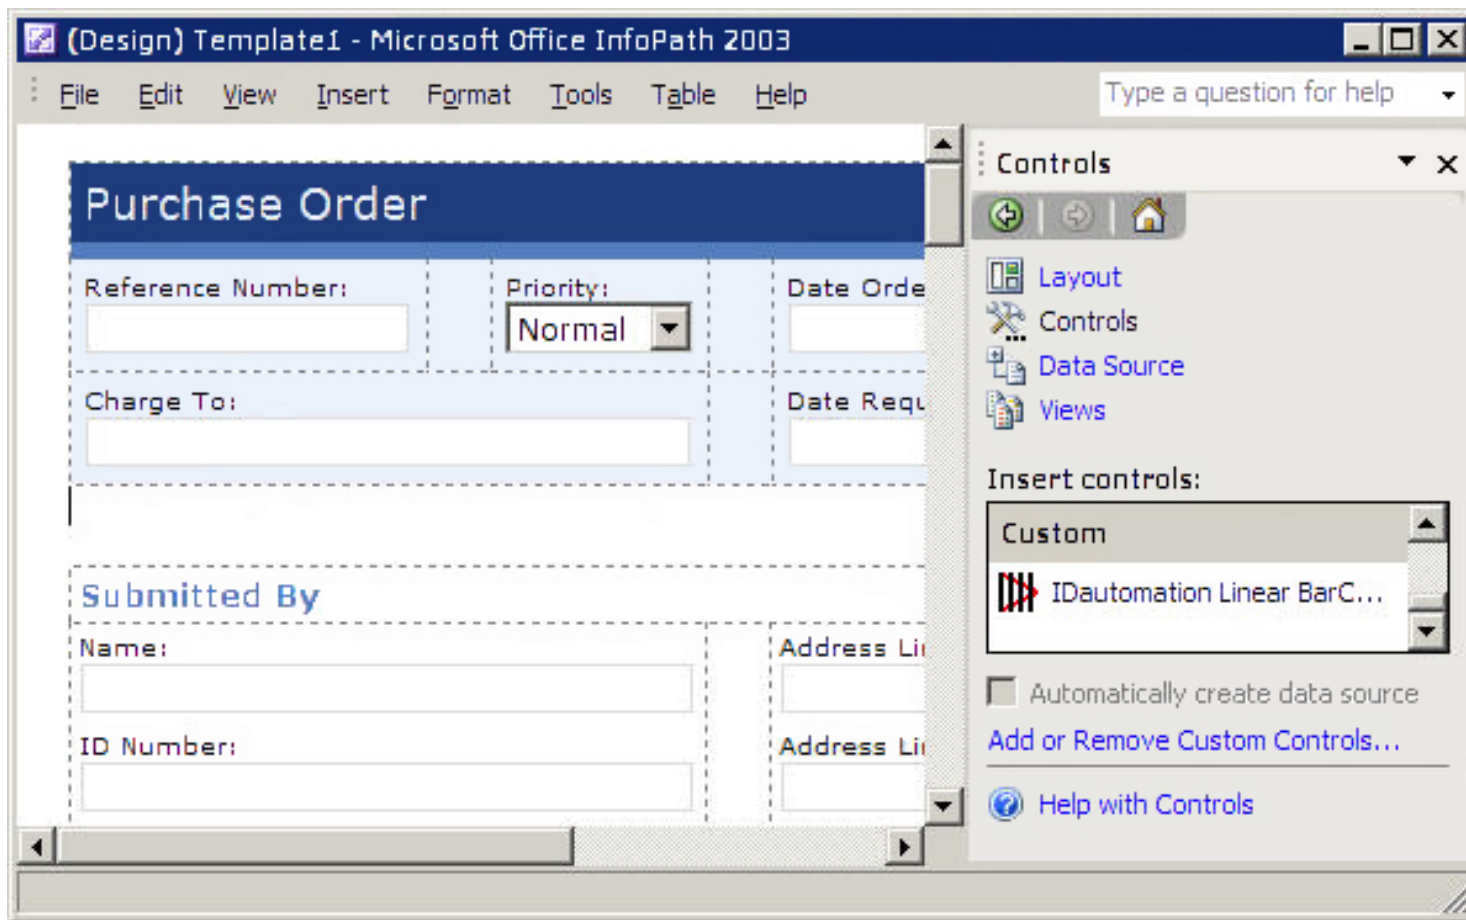 (Design) Template1 - Microsoft Office InfoPath 2003
File Edit View Insert Format Tools Table Help
Type a question for help
Purchase Order
Reference Number:
Priority:
Date Orde
Normal
Charge To:
Date Requ
Submitted By
Name:
Address Li
ID Number:
Address Li
Controls
Layout
Controls
Data Source
Views
Insert controls:
Custom
IDautomation Linear BarC...
Automatically create data source
Add or Remove Custom Controls...
Help with Controls